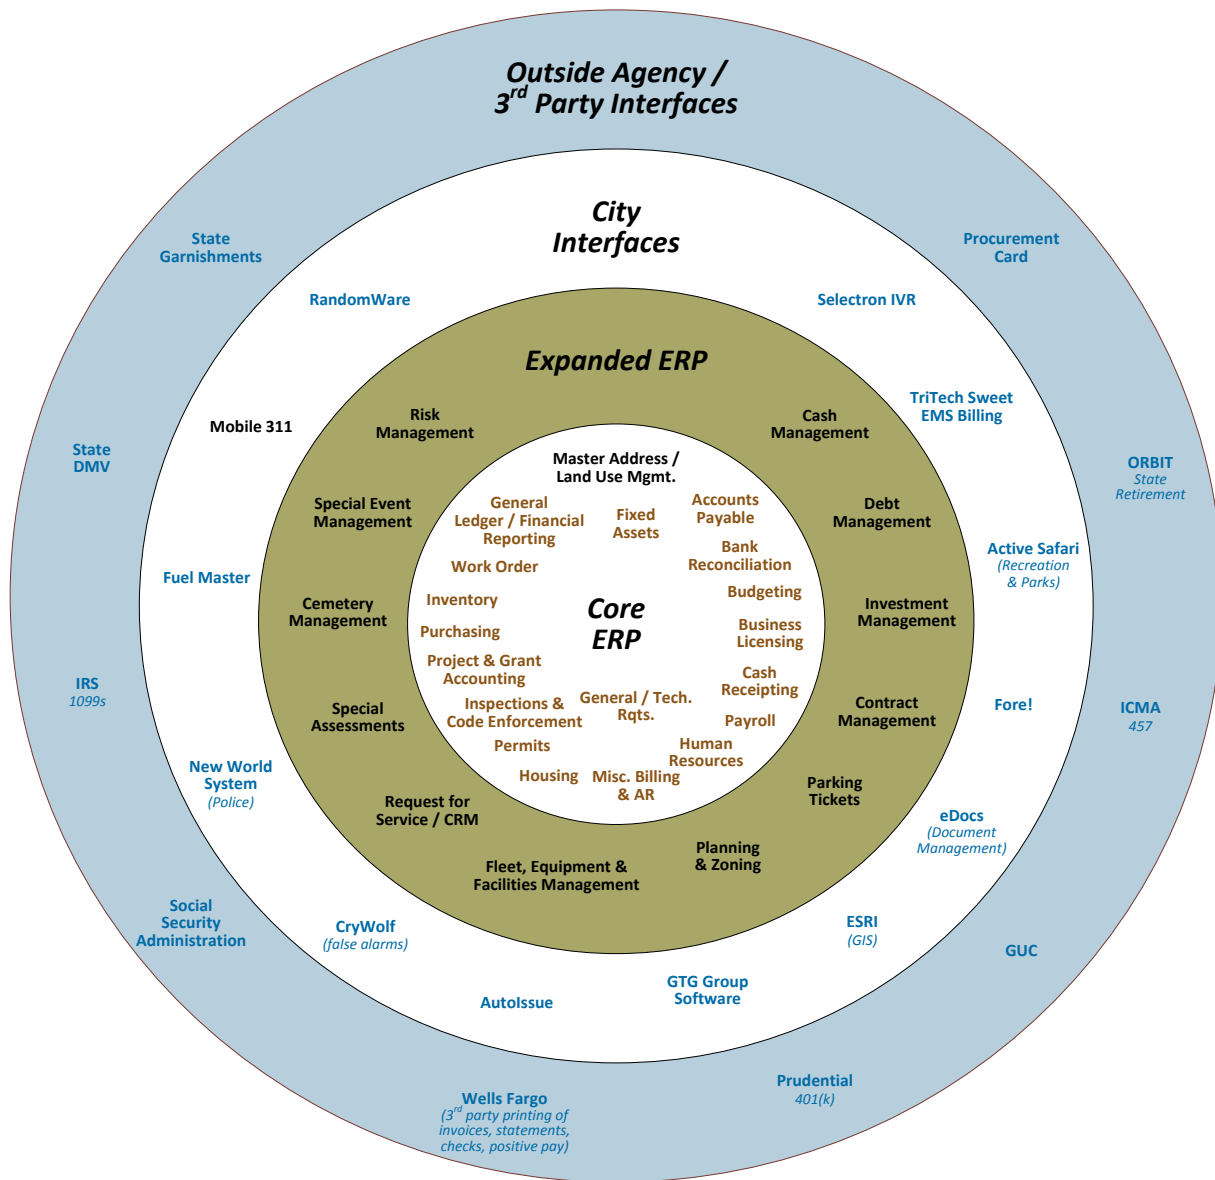 Outside Agency /
3rd Party Interfaces
State
Garnishments
Procurement
Card
State
DMV
ORBIT
State
Retirement
IRS
1099s
ICMA
457
Social
Security
Administration
GUC
Wells Fargo
(3rd party printing of
invoices, statements,
checks, positive pay)
Prudential
401(k)
City
Interfaces
RandomWare
Selectron IVR
Mobile 311
TriTech Sweet
EMS Billing
Fuel Master
Active Safari
(Recreation
& Parks)
Fore!
New World
System
(Police)
eDocs
(Document
Management)
CryWolf
(false alarms)
ESRI
(GIS)
AutoIssue
GTG Group
Software
Expanded ERP
Risk
Management
Cash
Management
Special Event
Management
Debt
Management
Cemetery
Management
Investment
Management
Special
Assessments
Contract
Management
Request for
Service / CRM
Parking
Tickets
Fleet, Equipment &
Facilities Management
Planning
& Zoning
Master Address /
Land Use Mgmt.
General
Ledger / Financial
Reporting
Fixed
Assets
Accounts
Payable
Work Order
Bank
Reconciliation
Inventory
Budgeting
Core
ERP
Purchasing
Business
Licensing
Project & Grant
Accounting
Cash
Receipting
Inspections &
Code Enforcement
General / Tech.
Rqts.
Payroll
Permits
Human
Resources
Housing
Misc. Billing
& AR